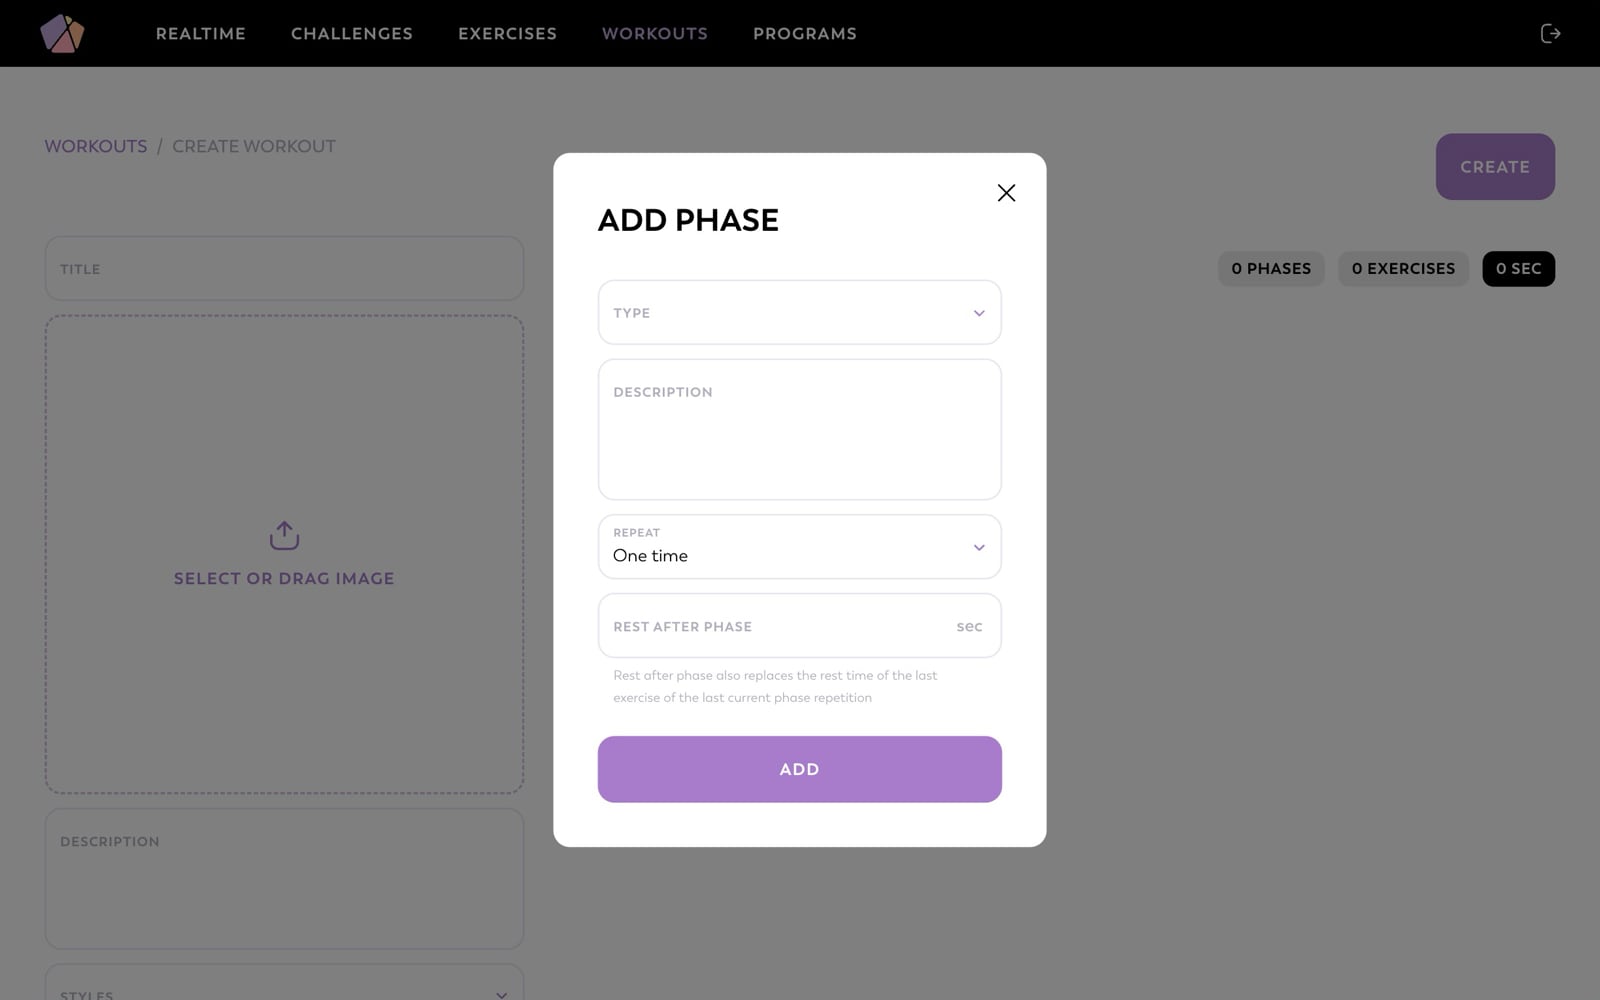 REALTIME CHALLENGES EXERCISES WORKOUTS PROGRAMS
WORKOUTS / CREATE WORKOUT
CREATE
TITLE
0 PHASES 0 EXERCISES 0 SEC
SELECT OR DRAG IMAGE
DESCRIPTION
STYLES
ADD PHASE
TYPE
DESCRIPTION
REPEAT
One time
REST AFTER PHASE sec
Rest after phase also replaces the rest time of the last
exercise of the last current phase repetition
ADD